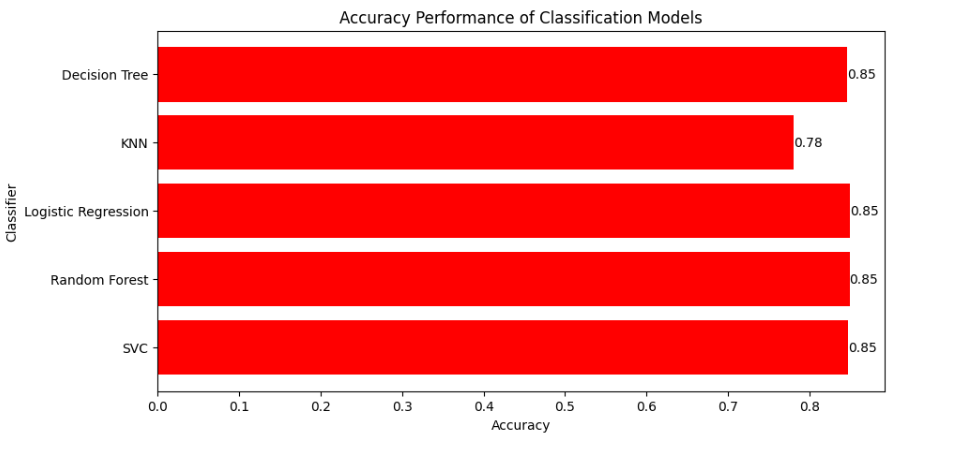 Accuracy Performance of Classification Models
Decision Tree
0.85
KNN
0.78
Logistic Regression
0.85
Random Forest
0.85
SVC
0.85
Classifier
0.0 0.1 0.2 0.3 0.4 0.5 0.6 0.7 0.8
Accuracy